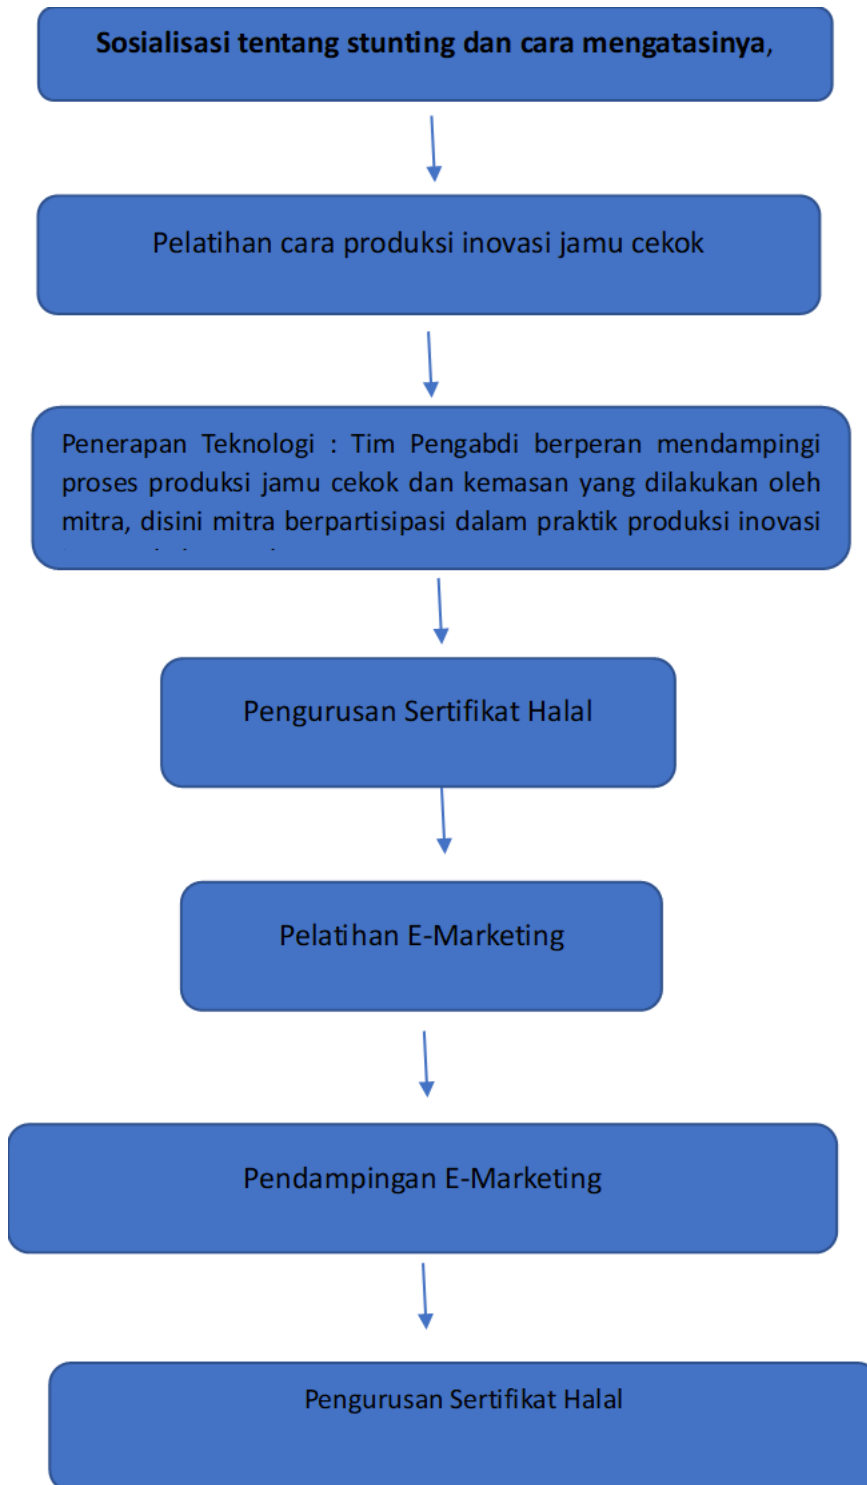 Sosialisasi tentang stunting dan cara mengatasinya,
Pelatihan cara produksi inovasi jamu cekok
Penerapan Teknologi : Tim Pengabdi berperan mendampingi
proses produksi jamu cekok dan kemasan yang dilakukan oleh
mitra, disini mitra berpartisipasi dalam praktik produksi inovasi
Pengurusan Sertifikat Halal
Pelatihan E-Marketing
Pendampingan E-Marketing
Pengurusan Sertifikat Halal